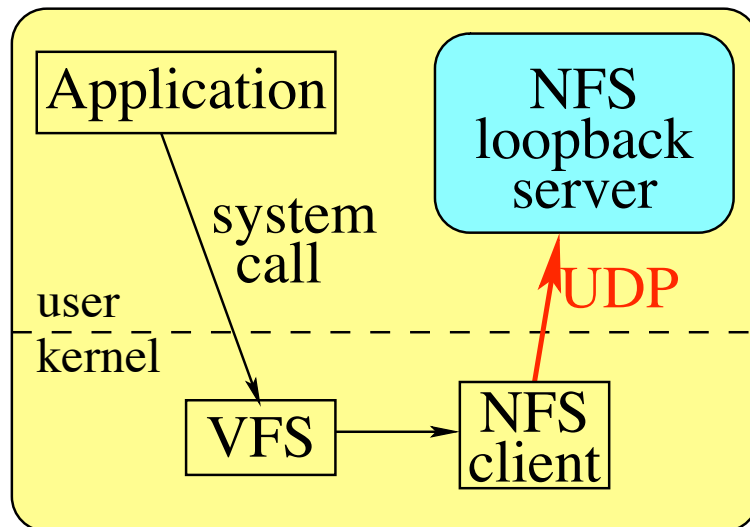 Application
NFS
loopback
server
system
call
UDP
user
kernel
VFS
NFS
client